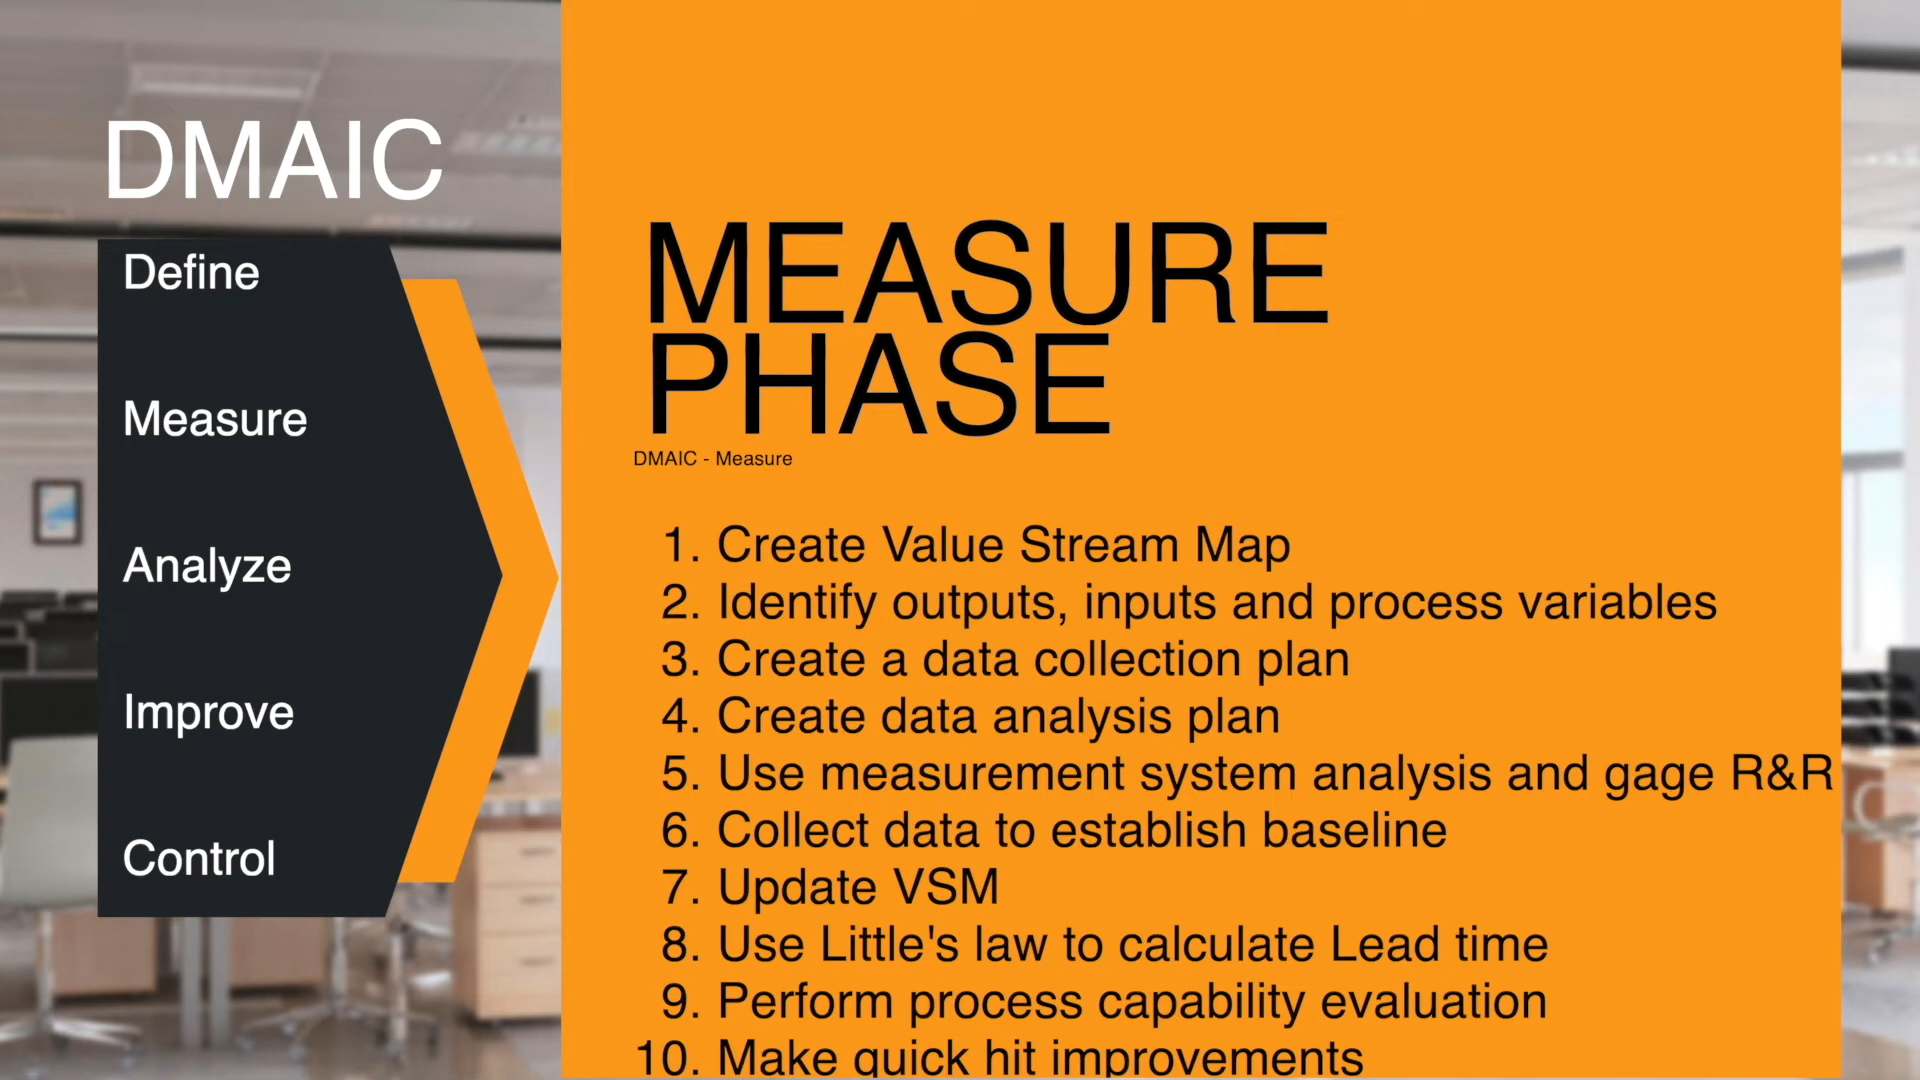 DMAIC
Define
Measure
Analyze
Improve
Control
MEASURE
PHASE
DMAIC - Measure
1. Create Value Stream Map
2. Identify outputs, inputs and process variables
3. Create a data collection plan
4. Create data analysis plan
5. Use measurement system analysis and gage R&R
6. Collect data to establish baseline
7. Update VSM
8. Use Little's law to calculate Lead time
9. Perform process capability evaluation
10. Make quick hit improvements